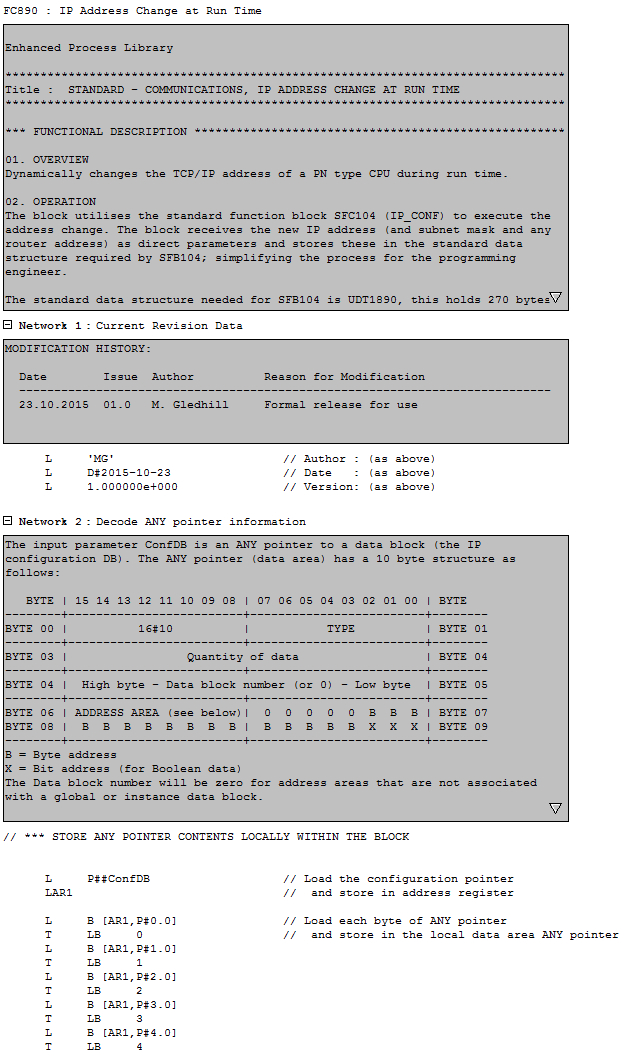 FC890 : IP Address Change at Run Time
Enhanced Process Library
********************************************************************************
Title :  STANDARD - COMMUNICATIONS, IP ADDRESS CHANGE AT RUN TIME
********************************************************************************
*** FUNCTIONAL DESCRIPTION *****************************************************
01. OVERVIEW
Dynamically changes the TCP/IP address of a PN type CPU during run time.
02. OPERATION
The block utilises the standard function block SFC104 (IP_CONF) to execute the
address change. The block receives the new IP address (and subnet mask and any
router address) as direct parameters and stores these in the standard data
structure required by SFB104; simplifying the process for the programming
engineer.
The standard data structure needed for SFB104 is UDT1890, this holds 270 bytes
Network 1 : Current Revision Data
MODIFICATION HISTORY:
Date    Issue  Author          Reason for Modification
----------------------------------------------------------------------------
23.10.2015  01.0  M. Gledhill     Formal release for use
L     'MG'                        // Author : (as above)
L     D#2015-10-23                // Date   : (as above)
L     1.000000e+000               // Version: (as above)
Network 2 : Decode ANY pointer information
The input parameter ConfDB is an ANY pointer to a data block (the IP
configuration DB). The ANY pointer (data area) has a 10 byte structure as
follows:
BYTE | 15 14 13 12 11 10 09 08 | 07 06 05 04 03 02 01 00 | BYTE
--------+-------------------------+-------------------------+--------
BYTE 00 |          16#10          |           TYPE          | BYTE 01
--------+-------------------------+-------------------------+--------
BYTE 03 |                 Quantity of data                  | BYTE 04
--------+-------------------------+-------------------------+--------
BYTE 04 |  High byte - Data block number (or 0) - Low byte  | BYTE 05
--------+-------------------------+-------------------------+--------
BYTE 06 | ADDRESS AREA (see below)|  0  0  0  0  0  B  B  B | BYTE 07
BYTE 08 |  B  B  B  B  B  B  B  B |  B  B  B  B  B  X  X  X | BYTE 09
--------+-------------------------+-------------------------+--------
B = Byte address
X = Bit address (for Boolean data)
The Data block number will be zero for address areas that are not associated
with a global or instance data block.
// *** STORE ANY POINTER CONTENTS LOCALLY WITHIN THE BLOCK
L     P##ConfDB                   // Load the configuration pointer
LAR1                              //  and store in address register
L     B [AR1,P#0.0]               // Load each byte of ANY pointer
T     LB     0                    //  and store in the local data area ANY pointer
L     B [AR1,P#1.0]
T     LB     1
L     B [AR1,P#2.0]
T     LB     2
L     B [AR1,P#3.0]
T     LB     3
L     B [AR1,P#4.0]
T     LB     4